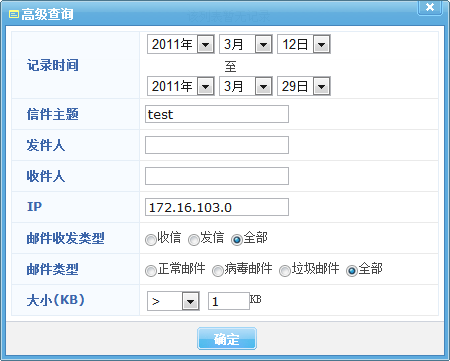 高级查询
记录时间 2011年 3月 12日
至
2011年 3月 29日
信件主题 test
发件人
收件人
IP 172.16.103.0
邮件收发类型 收信 发信 全部
邮件类型 正常邮件 病毒邮件 垃圾邮件 全部
大小(KB) > 1 KB
确定